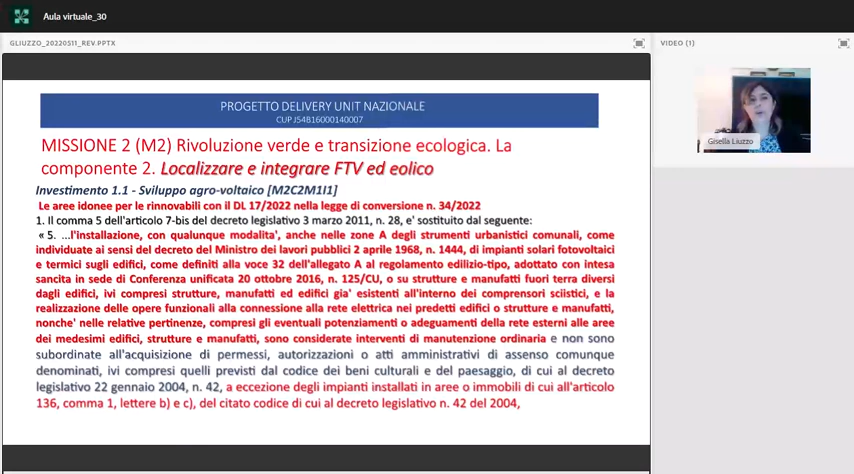 Aula virtuale_30
GLIUZZO_20220511_REV.PPTX
VIDEO (1)
PROGETTO DELIVERY UNIT NAZIONALE
CUP J54B16000140007
MISSIONE 2 (M2) Rivoluzione verde e transizione ecologica. La
componente 2. Localizzare e integrare FTV ed eolico
Investimento 1.1 - Sviluppo agro-voltaico [M2C2M1I1]
Le aree idonee per le rinnovabili con il DL 17/2022 nella legge di conversione n. 34/2022
1. Il comma 5 dell'articolo 7-bis del decreto legislativo 3 marzo 2011, n. 28, e' sostituito dal seguente:
« 5. ...l'installazione, con qualunque modalita', anche nelle zone A degli strumenti urbanistici comunali, come
individuate ai sensi del decreto del Ministro dei lavori pubblici 2 aprile 1968, n. 1444, di impianti solari fotovoltaici
e termici sugli edifici, come definiti alla voce 32 dell'allegato A al regolamento edilizio-tipo, adottato con intesa
sancita in sede di Conferenza unificata 20 ottobre 2016, n. 125/CU, o su strutture e manufatti fuori terra diversi
dagli edifici, ivi compresi strutture, manufatti ed edifici gia' esistenti all'interno dei comprensori sciistici, e la
realizzazione delle opere funzionali alla connessione alla rete elettrica nei predetti edifici o strutture e manufatti,
nonche' nelle relative pertinenze, compresi gli eventuali potenziamenti o adeguamenti della rete esterni alle aree
dei medesimi edifici, strutture e manufatti, sono considerate interventi di manutenzione ordinaria e non sono
subordinate all'acquisizione di permessi, autorizzazioni o atti amministrativi di assenso comunque
denominati, ivi compresi quelli previsti dal codice dei beni culturali e del paesaggio, di cui al decreto
legislativo 22 gennaio 2004, n. 42, a eccezione degli impianti installati in aree o immobili di cui all'articolo
136, comma 1, lettere b) e c), del citato codice di cui al decreto legislativo n. 42 del 2004,
Gisella Liuzzo